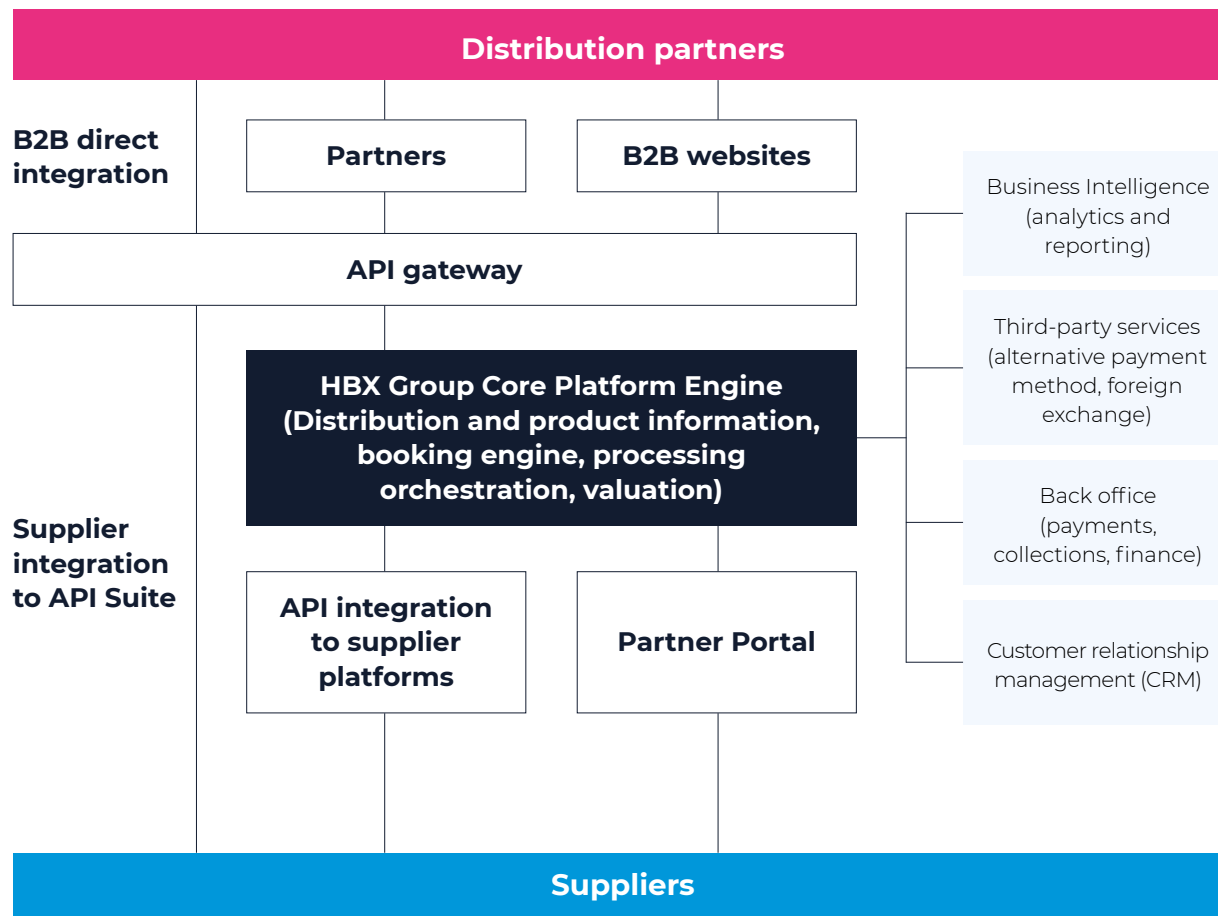 Distribution partners
B2B direct
integration
Partners
B2B websites
API gateway
HBX Group Core Platform Engine
(Distribution and product information,
booking engine, processing
orchestration, valuation)
Supplier
integration
to API Suite
API integration
to supplier
platforms
Partner Portal
Business Intelligence
(analytics and
reporting)
Third-party services
(alternative payment
method, foreign
exchange)
Back office
(payments,
collections, finance)
Customer relationship
management (CRM)
Suppliers